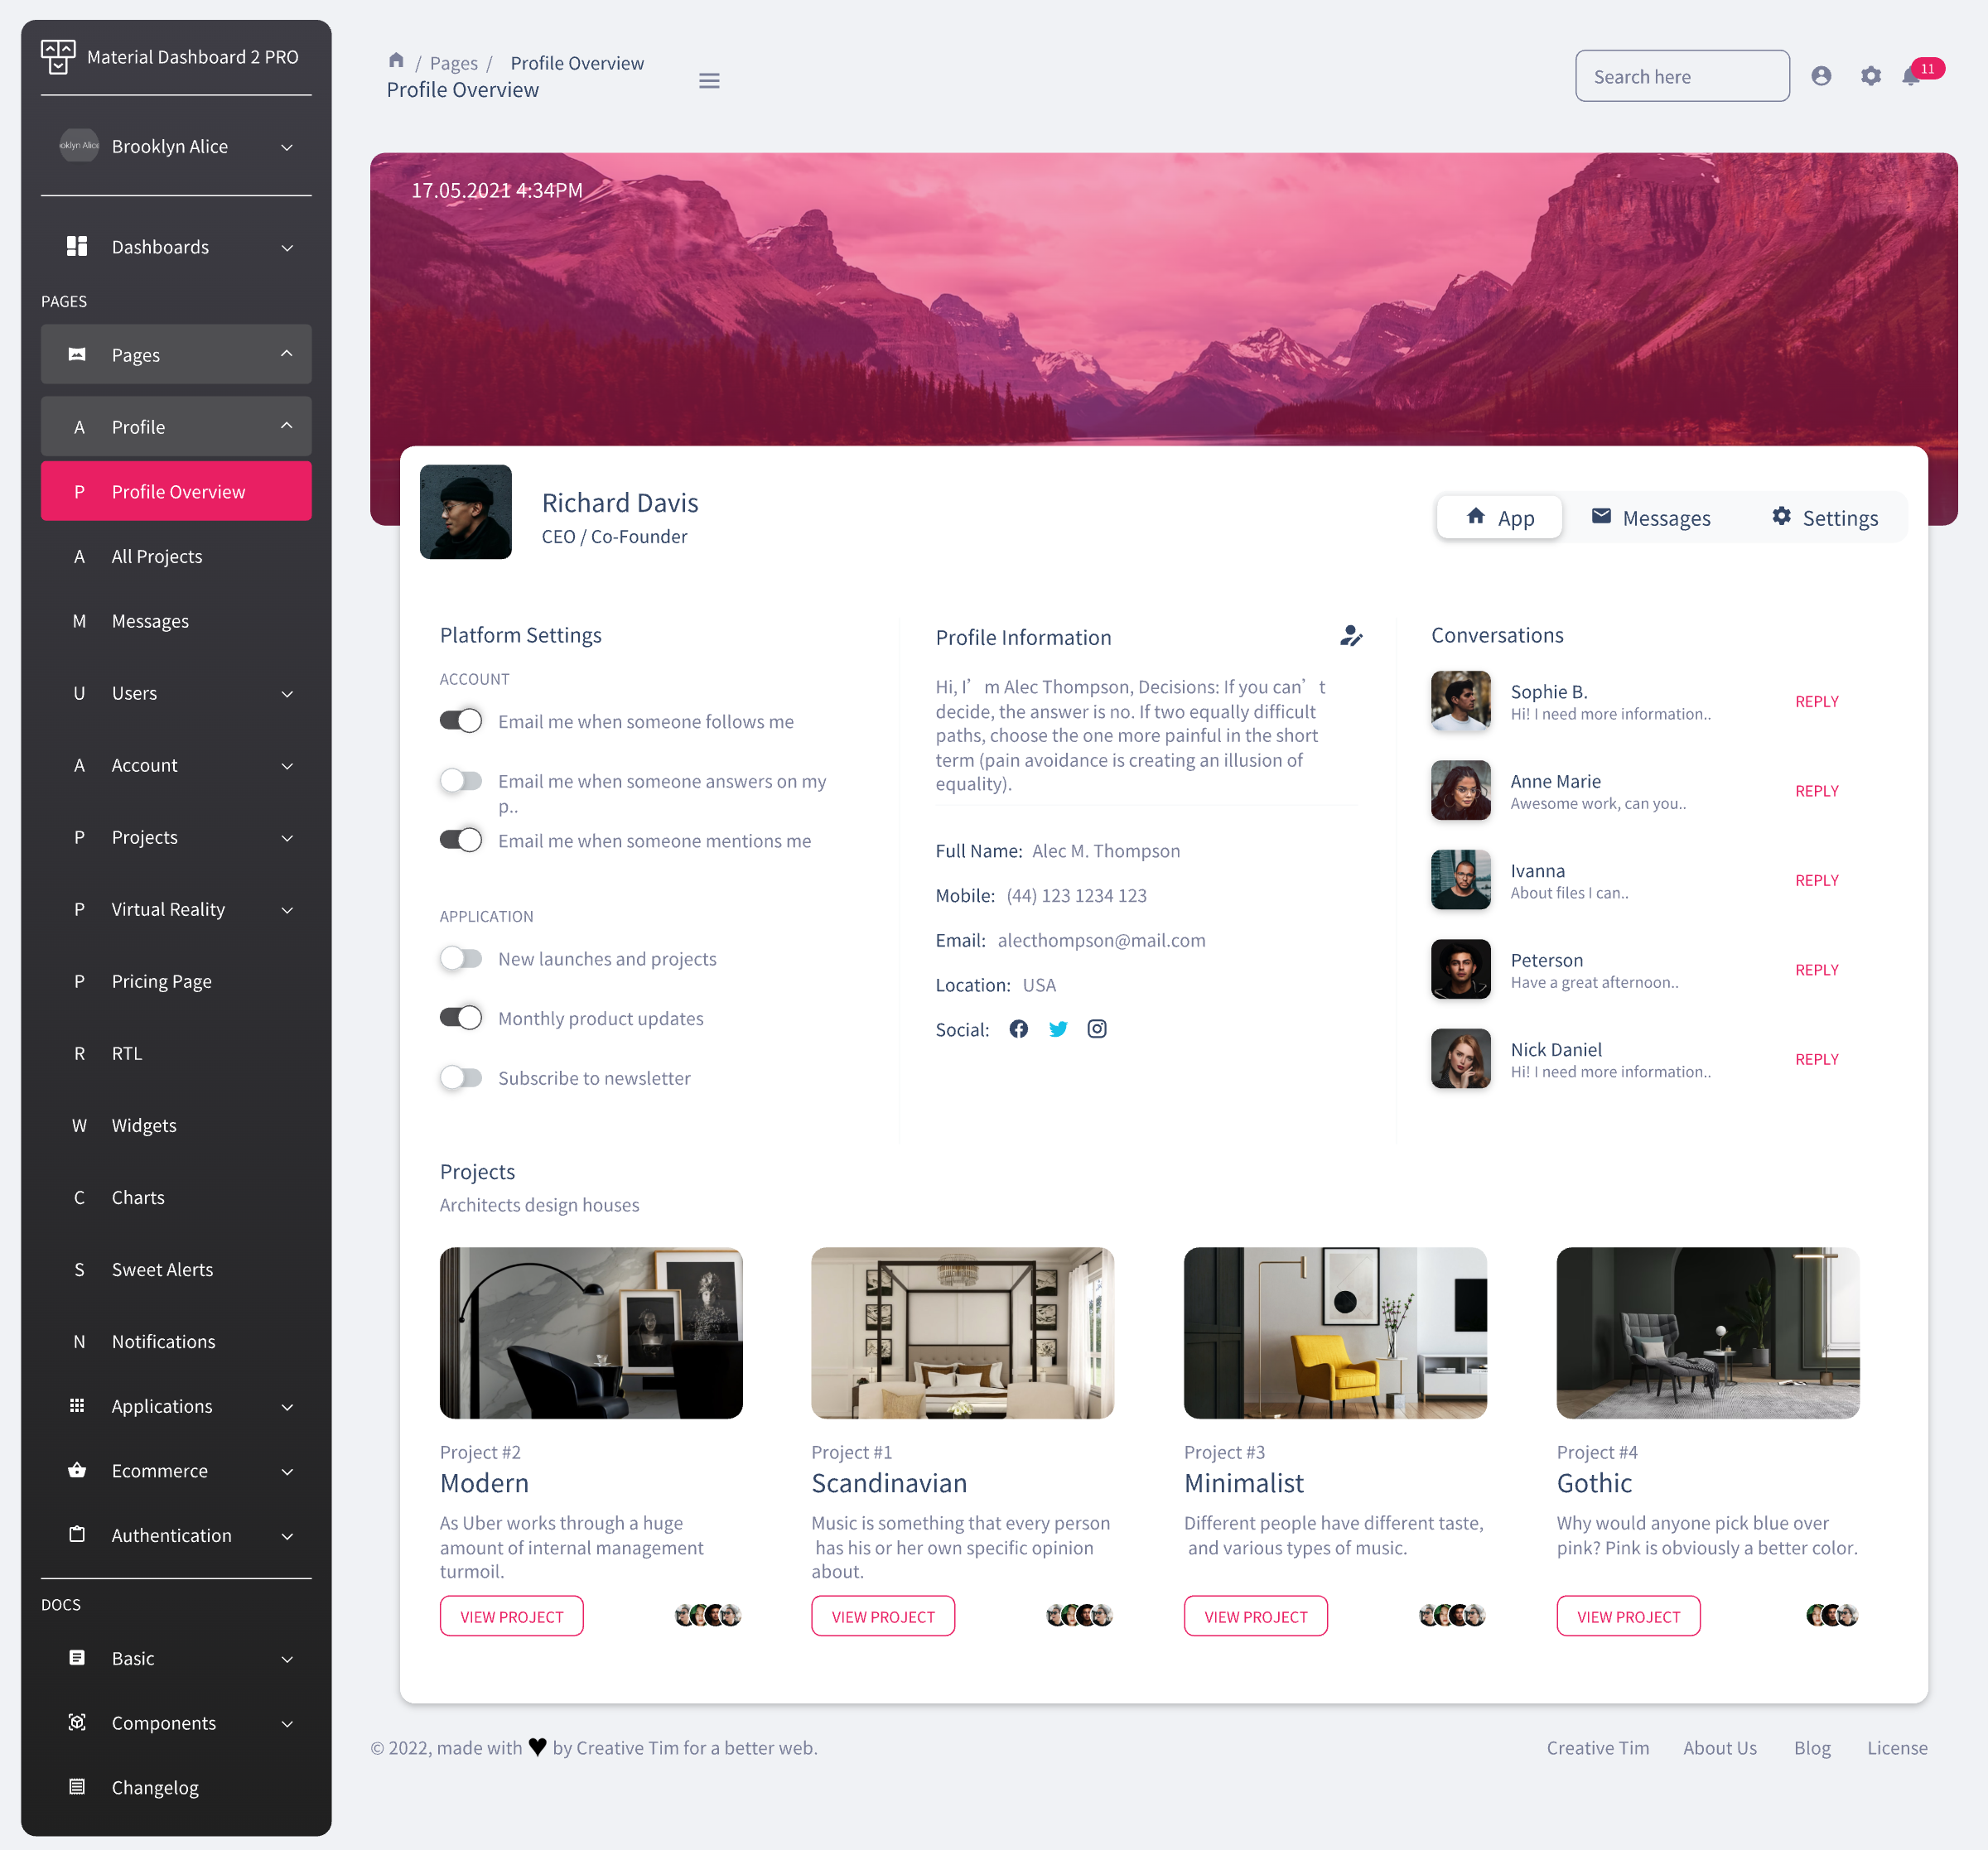 Material Dashboard 2 PRO
oklyn Alic
Brooklyn Alice
Dashboards
PAGES
Pages
A Profile
P Profile Overview
A All Projects
M Messages
U Users
A Account
P Projects
P Virtual Reality
P Pricing Page
R RTL
W Widgets
C Charts
S Sweet Alerts
N Notifications
Applications
Ecommerce
Authentication
DOCS
Basic
Components
Changelog
/ Pages / Profile Overview
Profile Overview
Search here
11
17.05.2021 4:34PM
Richard Davis
CEO / Co-Founder
App
Messages
Settings
Platform Settings
ACCOUNT
Email me when someone follows me
Email me when someone answers on my
p..
Email me when someone mentions me
APPLICATION
New launches and projects
Monthly product updates
Subscribe to newsletter
Profile Information
Hi, I’m Alec Thompson, Decisions: If you can’t
decide, the answer is no. If two equally difficult
paths, choose the one more painful in the short
term (pain avoidance is creating an illusion of
equality).
Full Name: Alec M. Thompson
Mobile: (44) 123 1234 123
Email: alecthompson@mail.com
Location: USA
Social:
Conversations
Sophie B.
Hi! I need more information..
REPLY
Anne Marie
Awesome work, can you..
REPLY
Ivanna
About files I can..
REPLY
Peterson
Have a great afternoon..
REPLY
Nick Daniel
Hi! I need more information..
REPLY
Projects
Architects design houses
Project #2
Modern
As Uber works through a huge
amount of internal management
turmoil.
VIEW PROJECT
Project #1
Scandinavian
Music is something that every person
has his or her own specific opinion
about.
VIEW PROJECT
Project #3
Minimalist
Different people have different taste,
and various types of music.
VIEW PROJECT
Project #4
Gothic
Why would anyone pick blue over
pink? Pink is obviously a better color.
VIEW PROJECT
© 2022, made with ♥ by Creative Tim for a better web.
Creative Tim
About Us
Blog
License